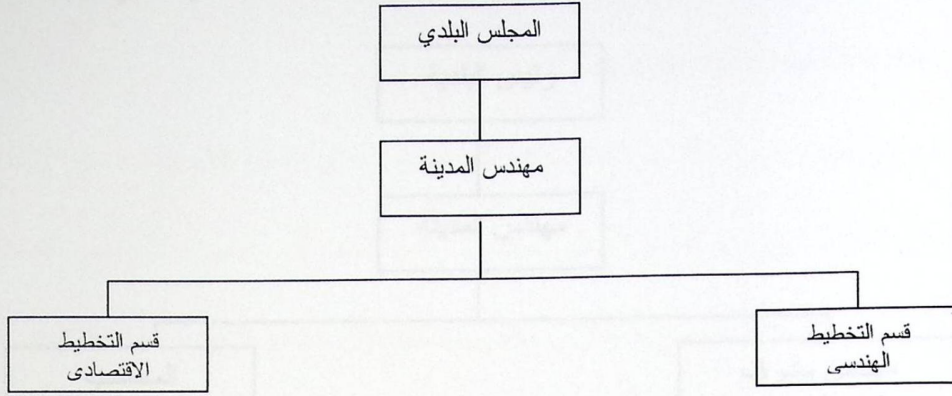 المجلس البلدي
مهندس المدينة
قسم التخطيط
الهندسى
قسم التخطيط
الاقتصادى